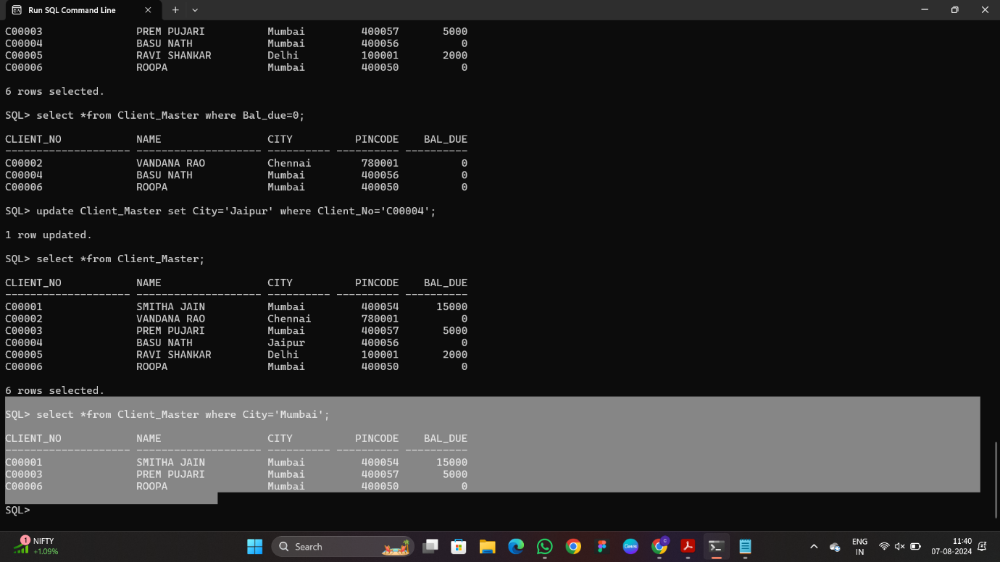 Run SQL Command Line
C00003 PREM PUJARI Mumbai 400057 5000
C00004 BASU NATH Mumbai 400056 0
C00005 RAVI SHANKAR Delhi 100001 2000
C00006 ROOPA Mumbai 400050 0
6 rows selected.
SQL> select *from Client_Master where Bal_due=0;
CLIENT_NO NAME CITY PINCODE BAL_DUE
-------------------- -------------------- ---------- ---------- ----------
C00002 VANDANA RAO Chennai 780001 0
C00004 BASU NATH Mumbai 400056 0
C00006 ROOPA Mumbai 400050 0
SQL> update Client_Master set City='Jaipur' where Client_No='C00004';
1 row updated.
SQL> select *from Client_Master;
CLIENT_NO NAME CITY PINCODE BAL_DUE
-------------------- -------------------- ---------- ---------- ----------
C00001 SMITHA JAIN Mumbai 400054 15000
C00002 VANDANA RAO Chennai 780001 0
C00003 PREM PUJARI Mumbai 400057 5000
C00004 BASU NATH Jaipur 400056 0
C00005 RAVI SHANKAR Delhi 100001 2000
C00006 ROOPA Mumbai 400050 0
6 rows selected.
SQL> select *from Client_Master where City='Mumbai';
CLIENT_NO NAME CITY PINCODE BAL_DUE
-------------------- -------------------- ---------- ---------- ----------
C00001 SMITHA JAIN Mumbai 400054 15000
C00003 PREM PUJARI Mumbai 400057 5000
C00006 ROOPA Mumbai 400050 0
SQL>
1 NIFTY
+1.09%
Search
Canva
C
ENG
IN
11:40
07-08-2024